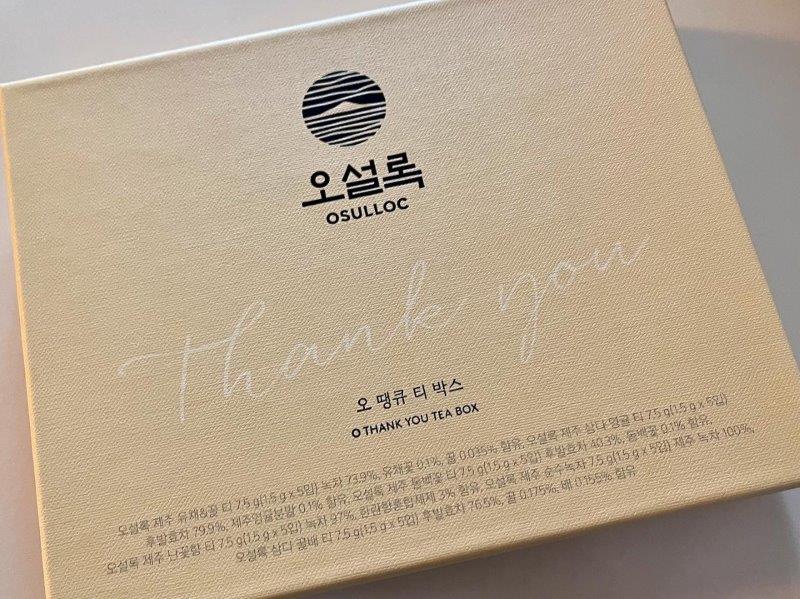 오설록
OSULLOC
Thank you
오 땡큐 티 박스
O THANK YOU TEA BOX
오설록 제주 유채&꿀 티 7.5 g(1.5 g x 5입) 녹차 73.9%, 유채꽃 0.1%, 꿀 0.035% 함유, 오설록 제주 삼다 영귤 티 7.5 g(1.5 g x 5입)
후발효차 79.9%, 제주영귤분말 0.1% 함유, 오설록 제주 동백꽃 티 7.5 g(1.5 g x 5입) 후발효차 40.3%, 동백꽃 0.1% 함유,
오설록 제주 난꽃향 티 7.5 g(1.5 g x 5입) 녹차 97%, 한란향혼합제제 3% 함유, 오설록 제주 순수녹차 7.5 g(1.5 g x 5입) 제주 녹차 100%,
오설록 삼다 꿀배 티 7.5 g(1.5 g x 5입) 후발효차 76.5%, 꿀 0.175%, 배 0.155% 함유